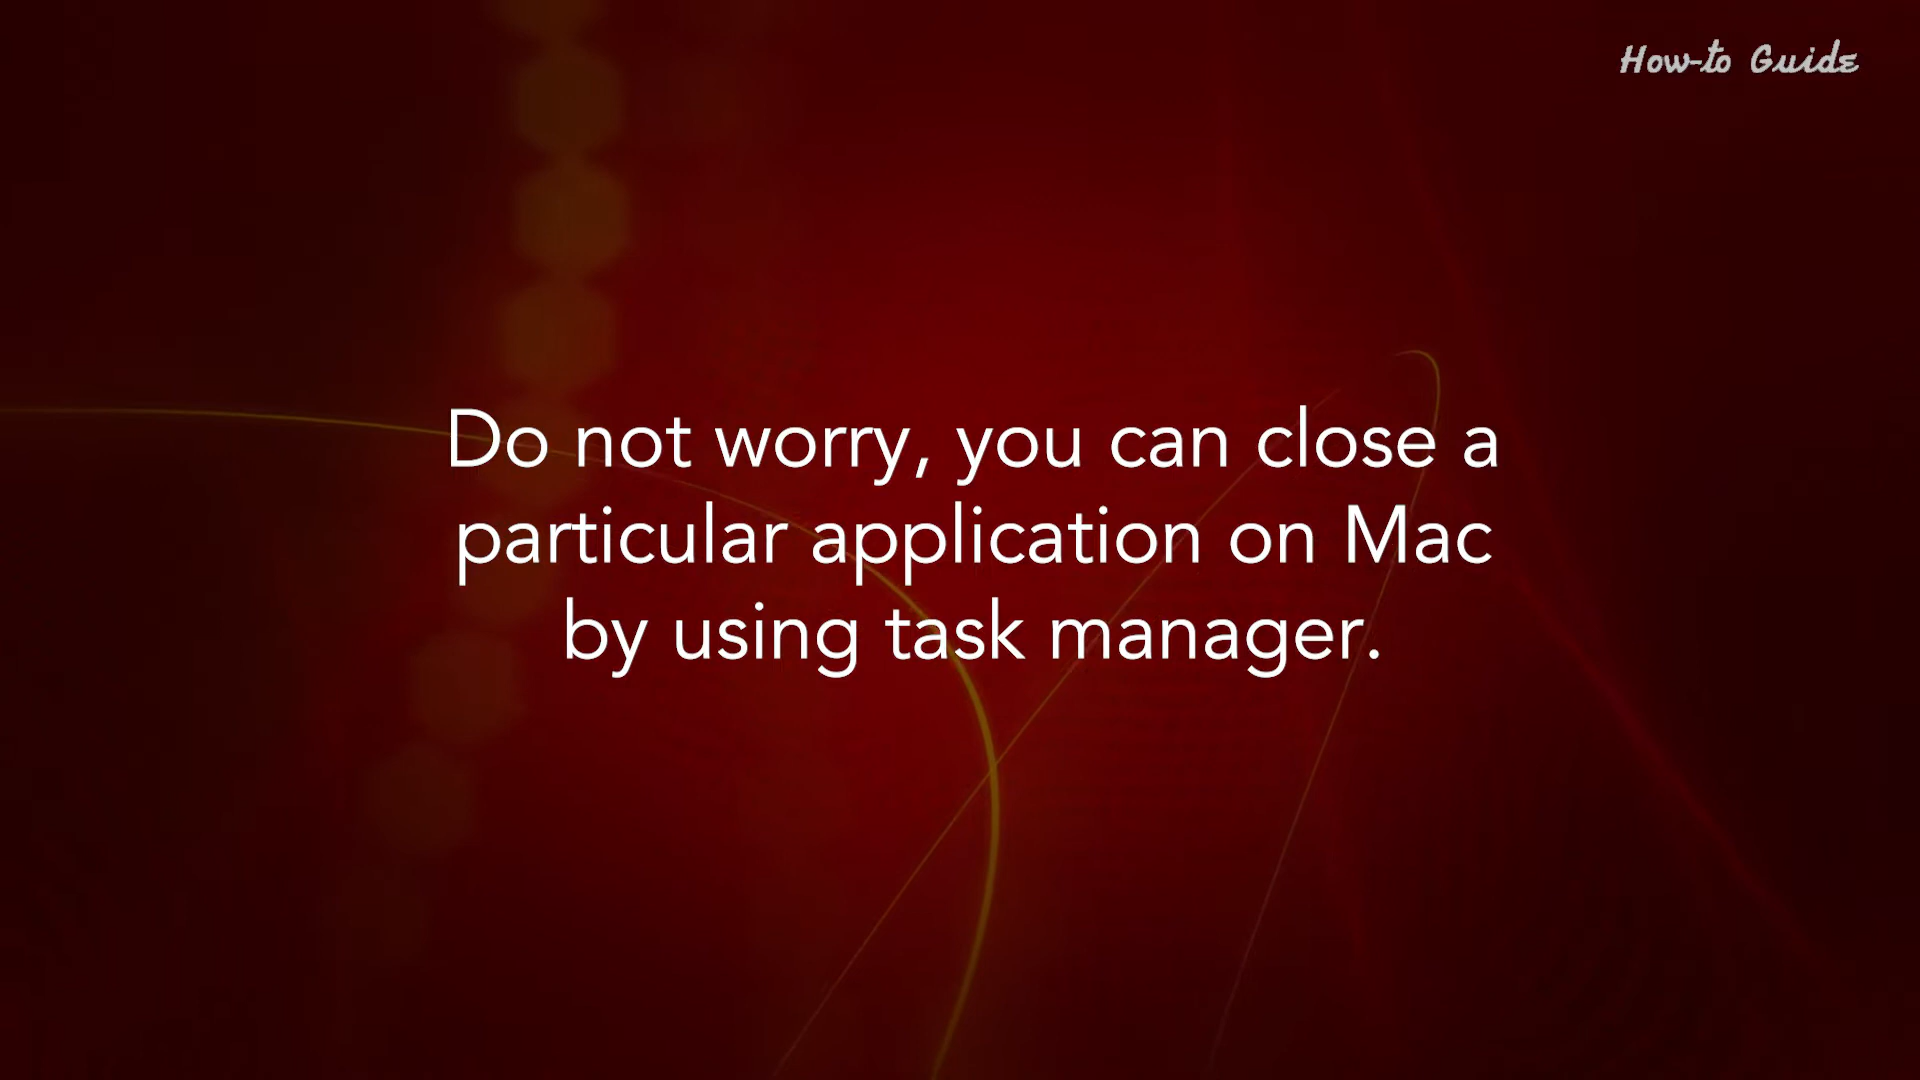 How-to Guide
Do not worry, you can close a
particular application on Mac
by using task manager.